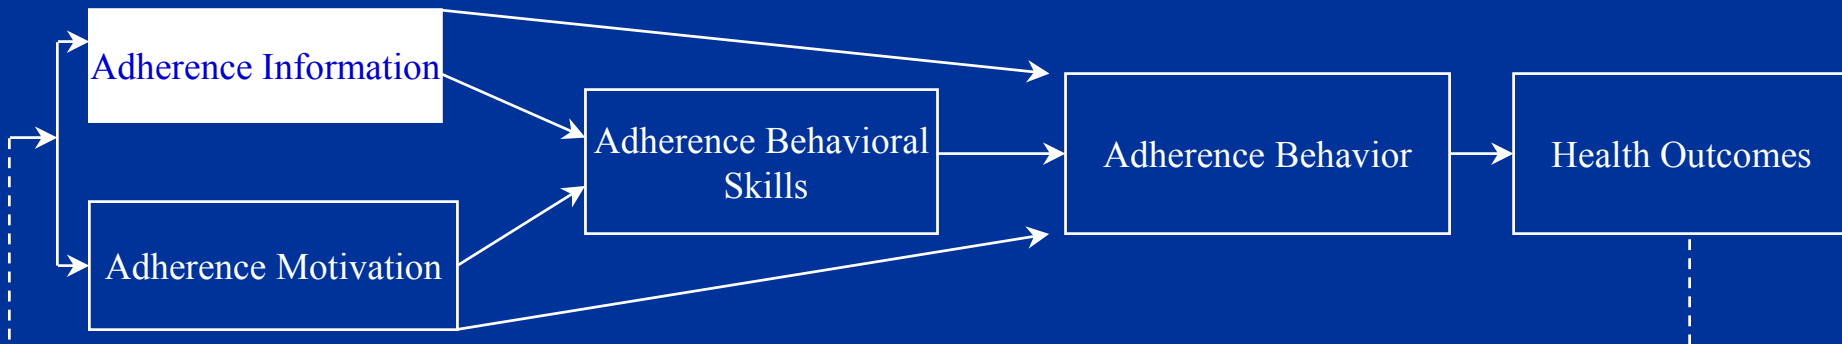 Adherence Information
Adherence Behavioral
Skills
Adherence Behavior
Health Outcomes
Adherence Motivation